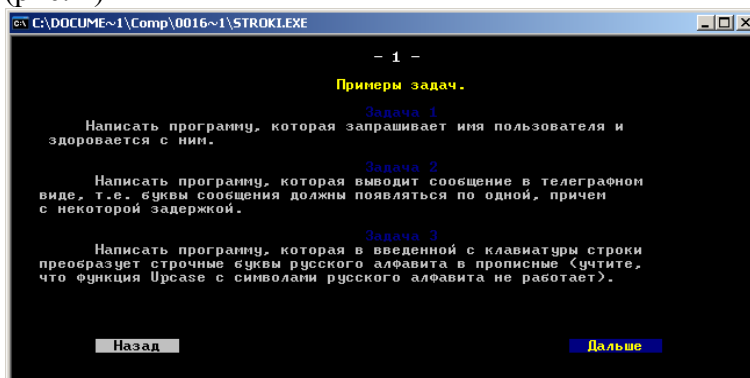 C:\DOCUME~1\Comp\0016~1\STROKI.EXE
- 1 -
Примеры задач.
Задача 1
Написать программу, которая запрашивает имя пользователя и
здоровается с ним.
Задача 2
Написать программу, которая выводит сообщение в телеграфном
виде, т.е. буквы сообщения должны появляться по одной, причем
с некоторой задержкой.
Задача 3
Написать программу, которая в введенной с клавиатуры строки
преобразует строчные буквы русского алфавита в прописные (учтите,
что функция Upcase с символами русского алфавита не работает).
Назад Дальше